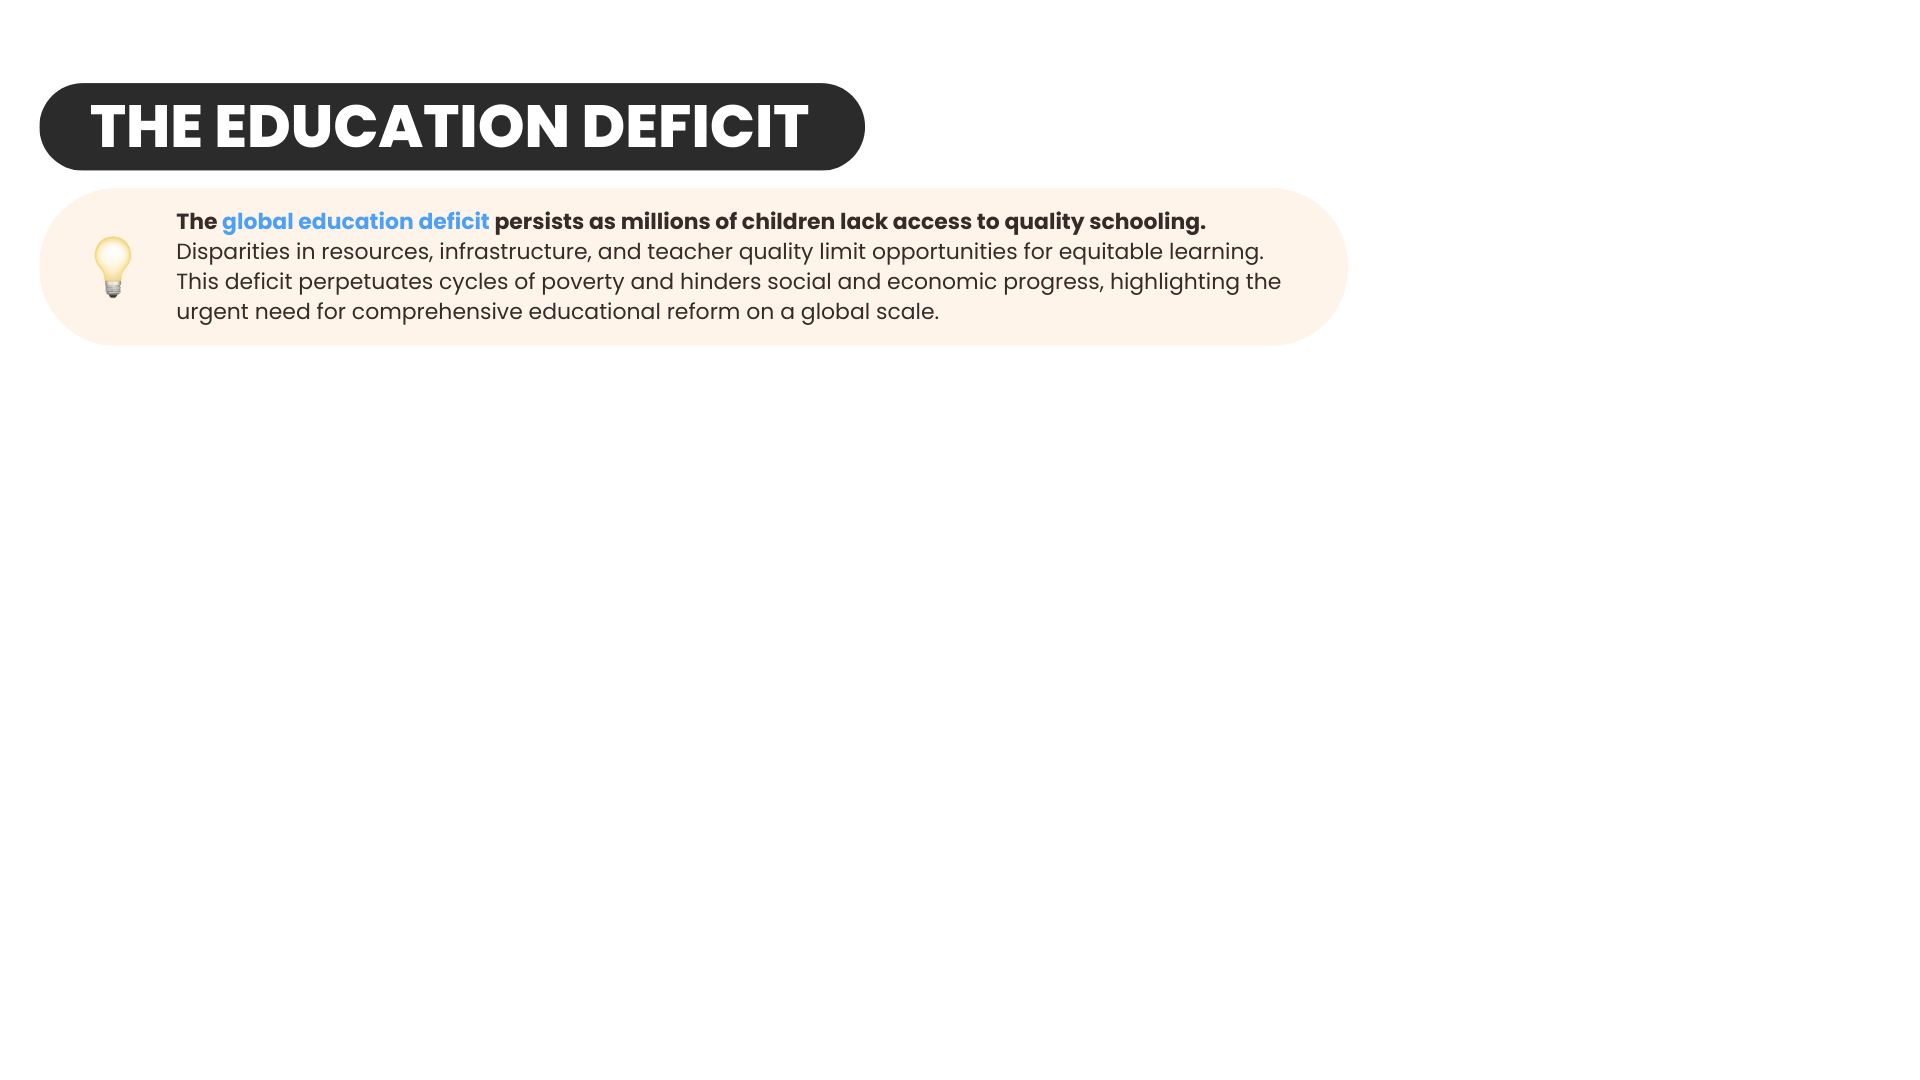 THE EDUCATION DEFICIT
The global education deficit persists as millions of children lack access to quality schooling.
Disparities in resources, infrastructure, and teacher quality limit opportunities for equitable learning.
This deficit perpetuates cycles of poverty and hinders social and economic progress, highlighting the
urgent need for comprehensive educational reform on a global scale.